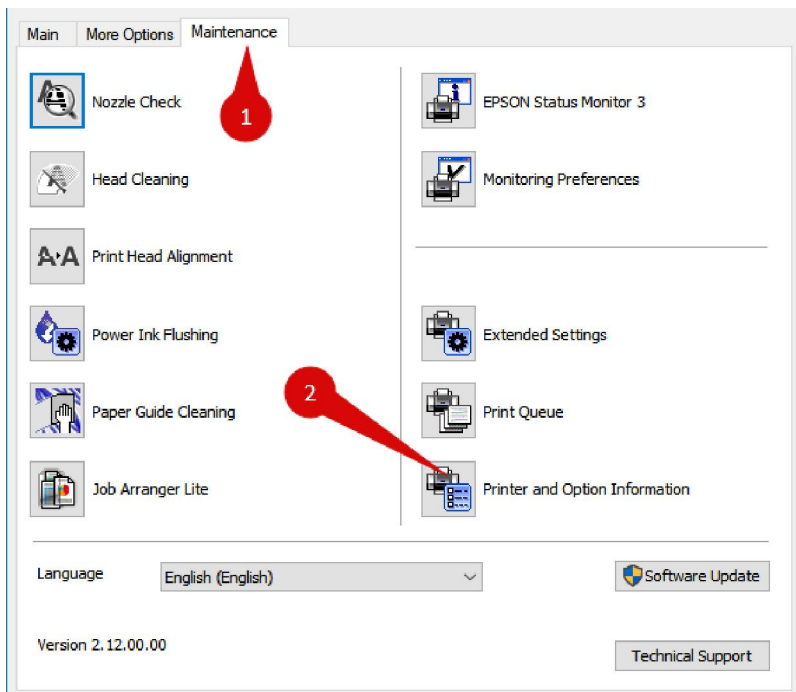 Main
More Options
Maintenance
Nozzle Check
1
Head Cleaning
Print Head Alignment
Power Ink Flushing
Paper Guide Cleaning
Job Arranger Lite
EPSON Status Monitor 3
Monitoring Preferences
Extended Settings
2
Print Queue
Printer and Option Information
Language
English (English)
Software Update
Version 2.12.00.00
Technical Support